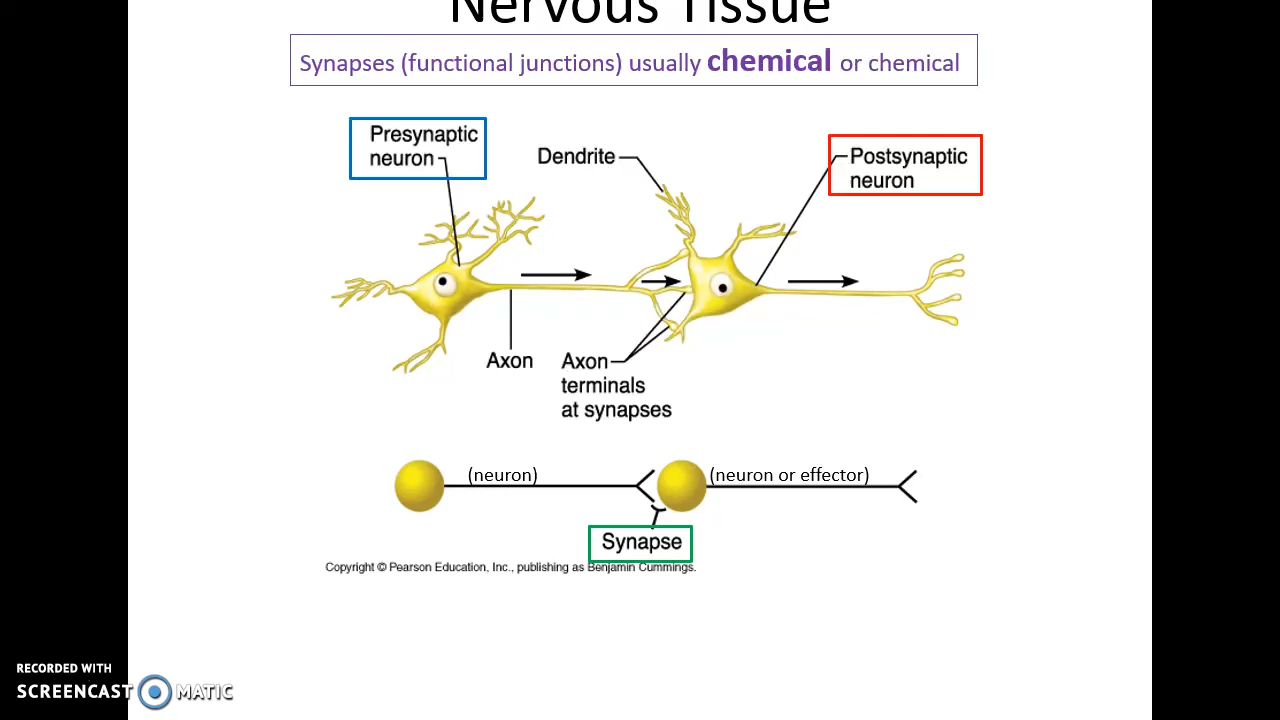 Nervous Tissue
Synapses (functional junctions) usually chemical or chemical
Presynaptic
neuron
Dendrite
Postsynaptic
neuron
Axon
Axon
terminals
at synapses
(neuron)
(neuron or effector)
Synapse
Copyright © Pearson Education, Inc., publishing as Benjamin Cummings.
RECORDED WITH
SCREENCAST MATIC